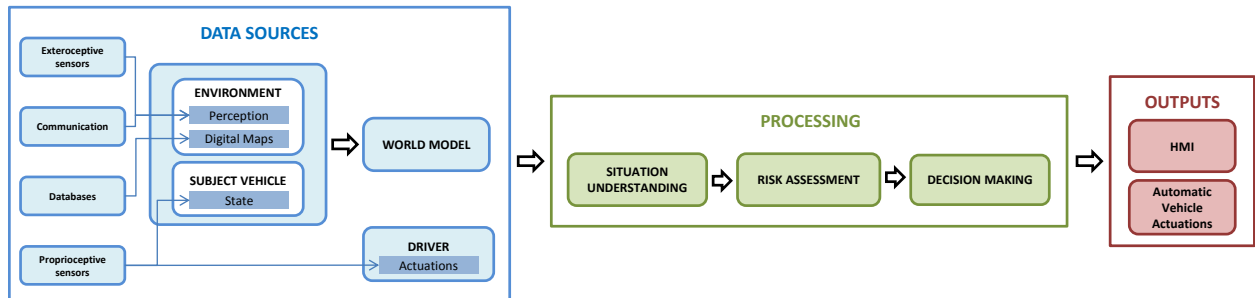 DATA SOURCES
Exteroceptive
sensors
Communication
Databases
Proprioceptive
sensors
ENVIRONMENT
Perception
Digital Maps
SUBJECT VEHICLE
State
WORLD MODEL
DRIVER
Actuations
PROCESSING
SITUATION
UNDERSTANDING
RISK ASSESSMENT
DECISION MAKING
OUTPUTS
HMI
Automatic
Vehicle
Actuations